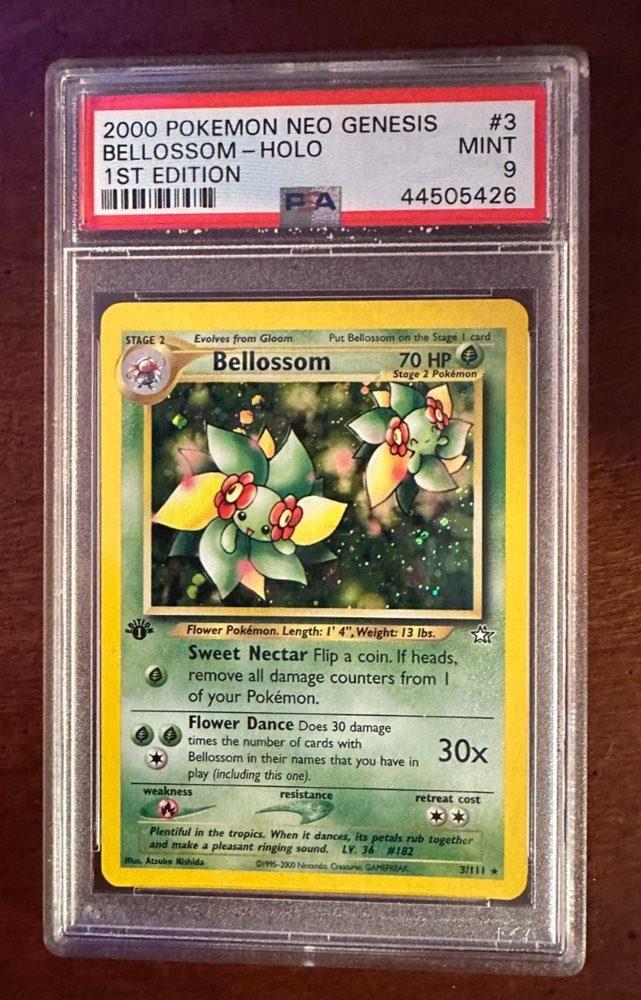 2000 POKEMON NEO GENESIS #3
BELLOSSOM - HOLO MINT
1ST EDITION 9
PSA 44505426
STAGE 2 Evolves from Gloom Put Bellossom on the Stage 1 card
Bellossom 70 HP
Stage 2 Pokémon
EDITION
1
Flower Pokémon. Length: 1' 4", Weight: 13 lbs.
Sweet Nectar Flip a coin. If heads,
remove all damage counters from 1
of your Pokémon.
Flower Dance Does 30 damage
times the number of cards with
Bellossom in their names that you have in
play (including this one).
30x
weakness resistance retreat cost
Plentiful in the tropics. When it dances, its petals rub together
and make a pleasant ringing sound. LV. 36 #182
Illus. Atsuko Nishida ©1995-2000 Nintendo, Creatures, GAMEFREAK. 3/111